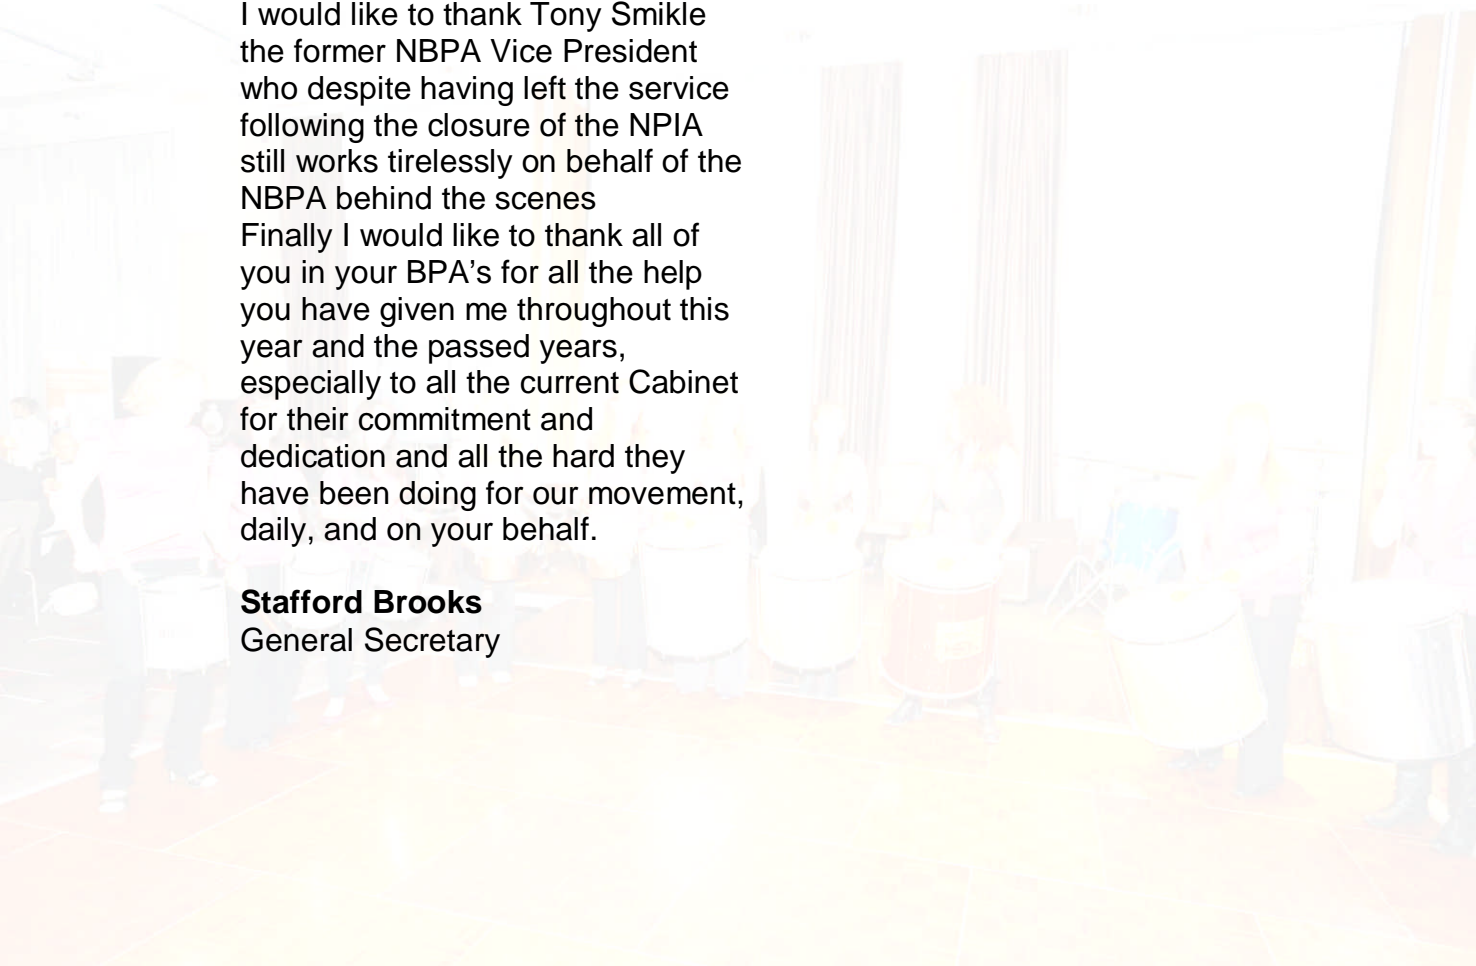 I would like to thank Tony Smikle
the former NBPA Vice President
who despite having left the service
following the closure of the NPIA
still works tirelessly on behalf of the
NBPA behind the scenes
Finally I would like to thank all of
you in your BPA’s for all the help
you have given me throughout this
year and the passed years,
especially to all the current Cabinet
for their commitment and
dedication and all the hard they
have been doing for our movement,
daily, and on your behalf.
Stafford Brooks
General Secretary